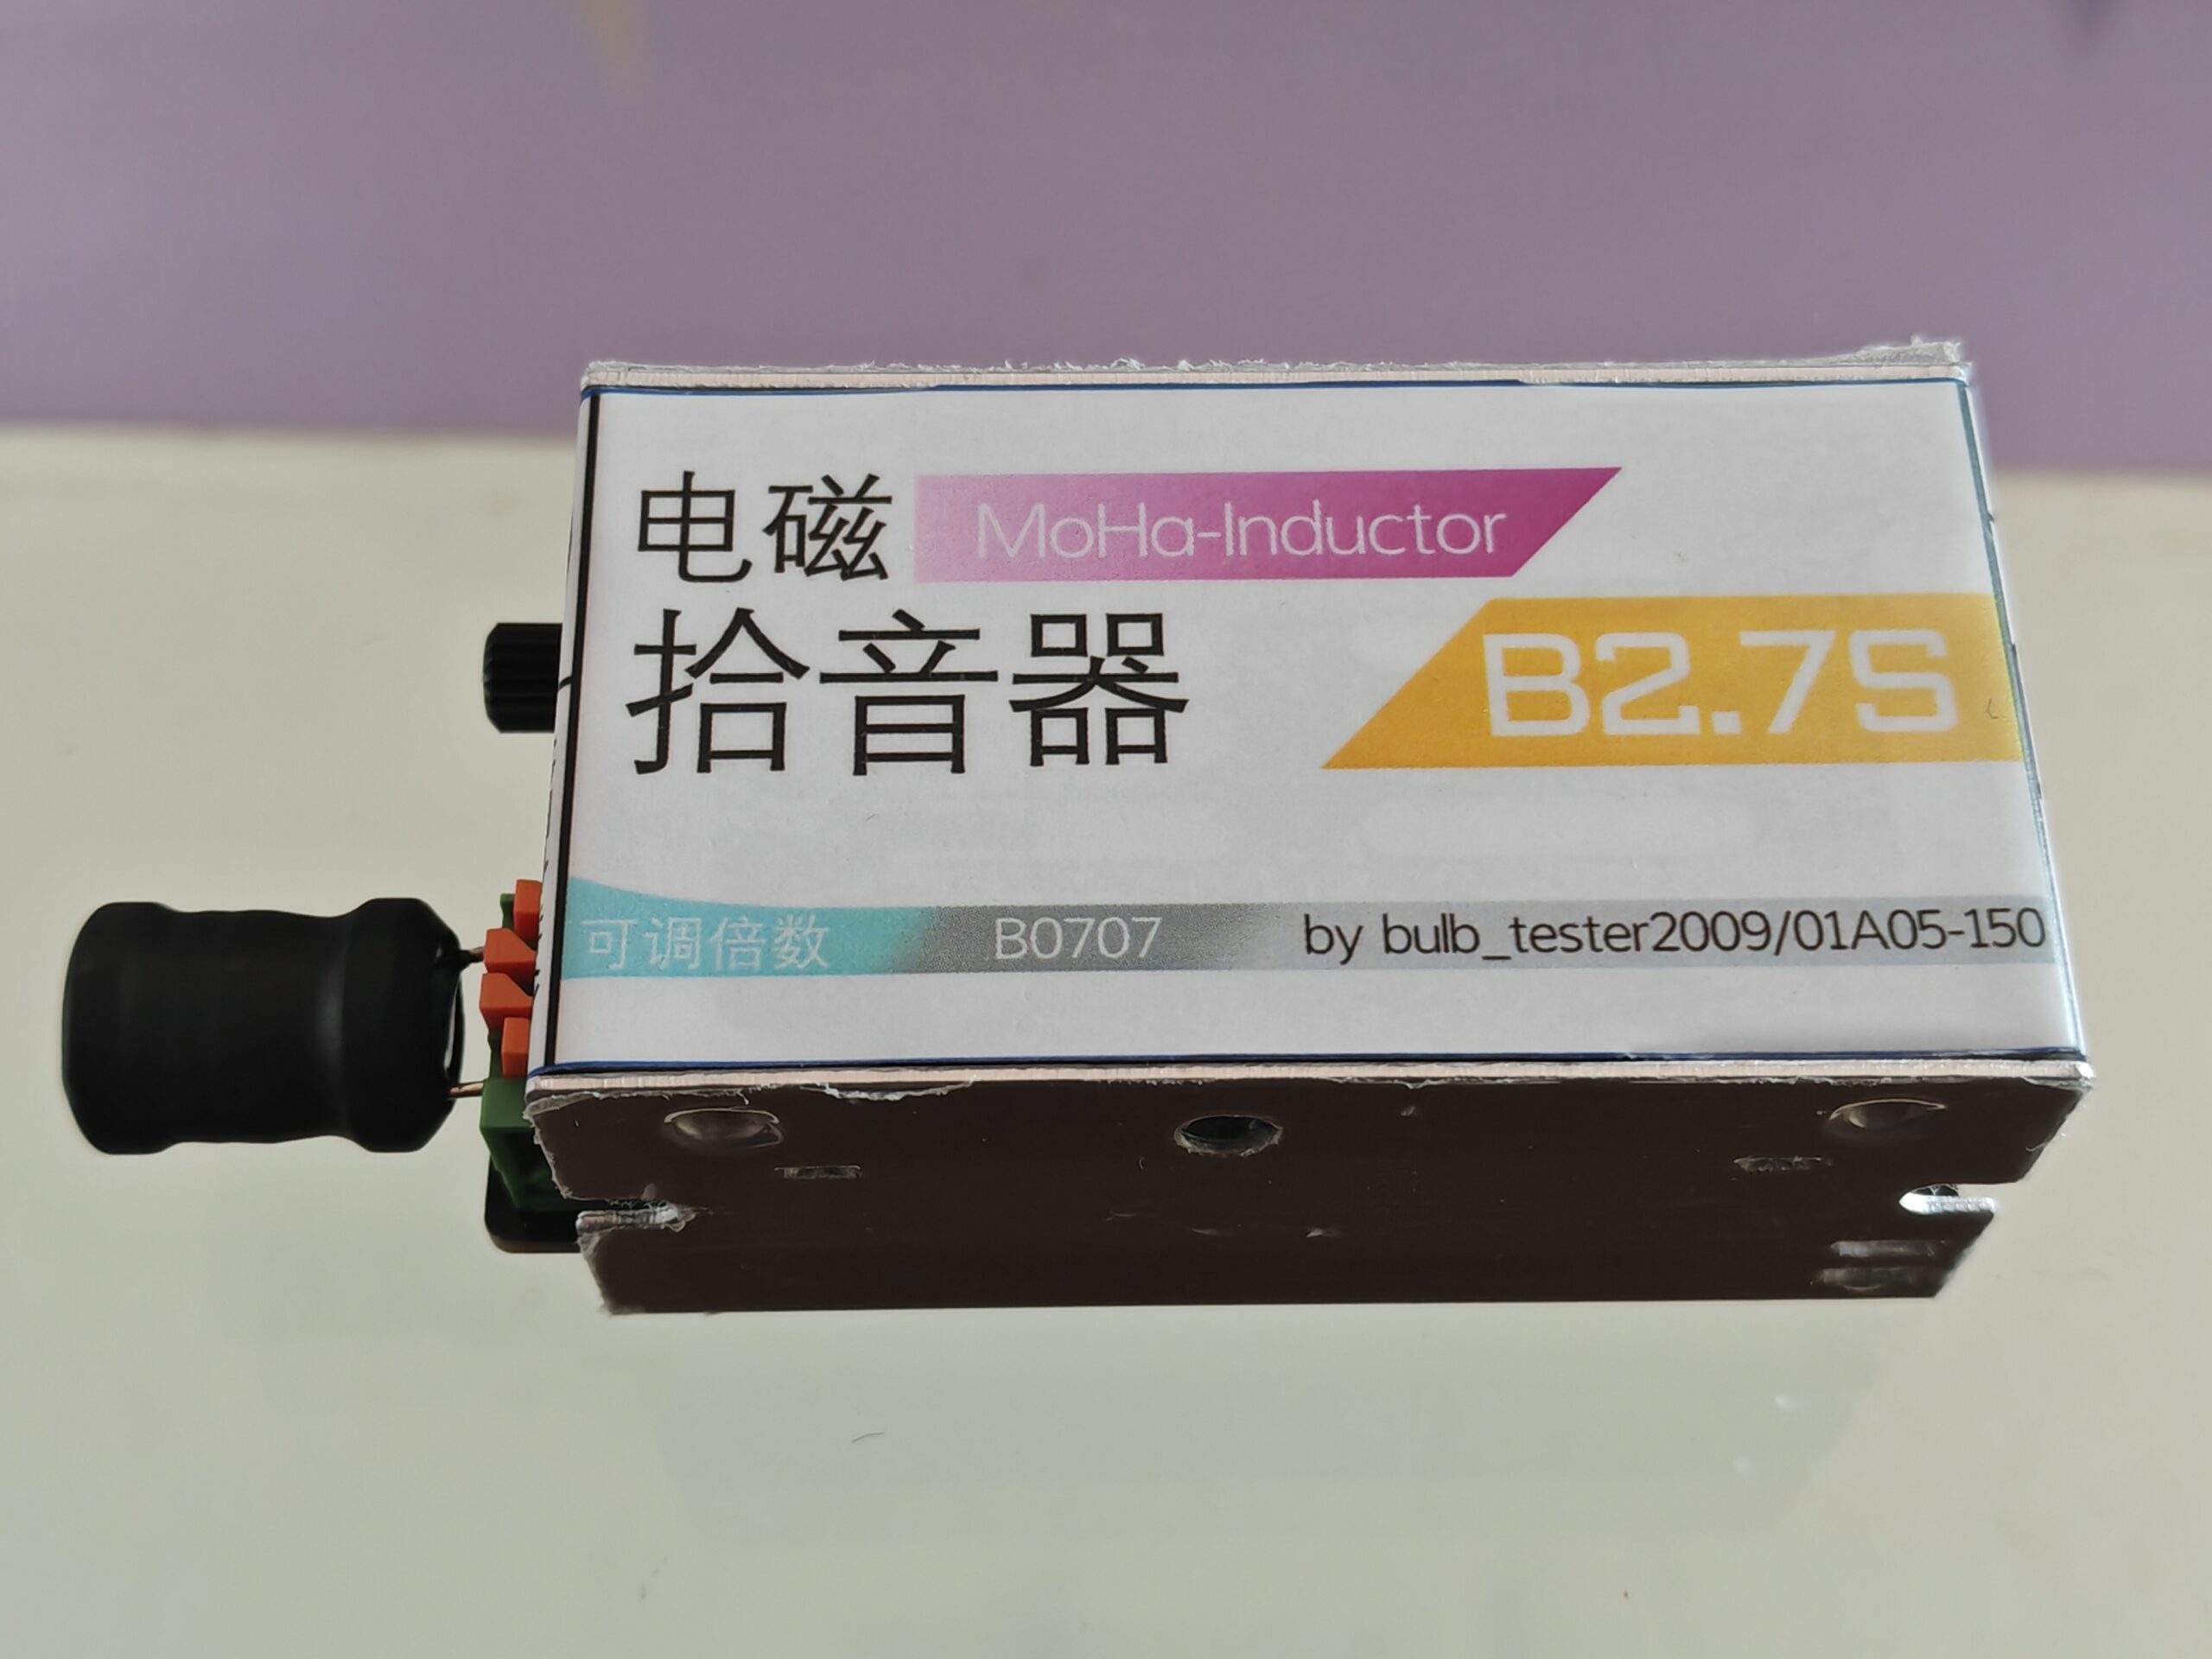 电磁 MoHa-Inductor
拾音器 B2.7S
可调倍数 B0707 by bulb_tester2009/01A05-150